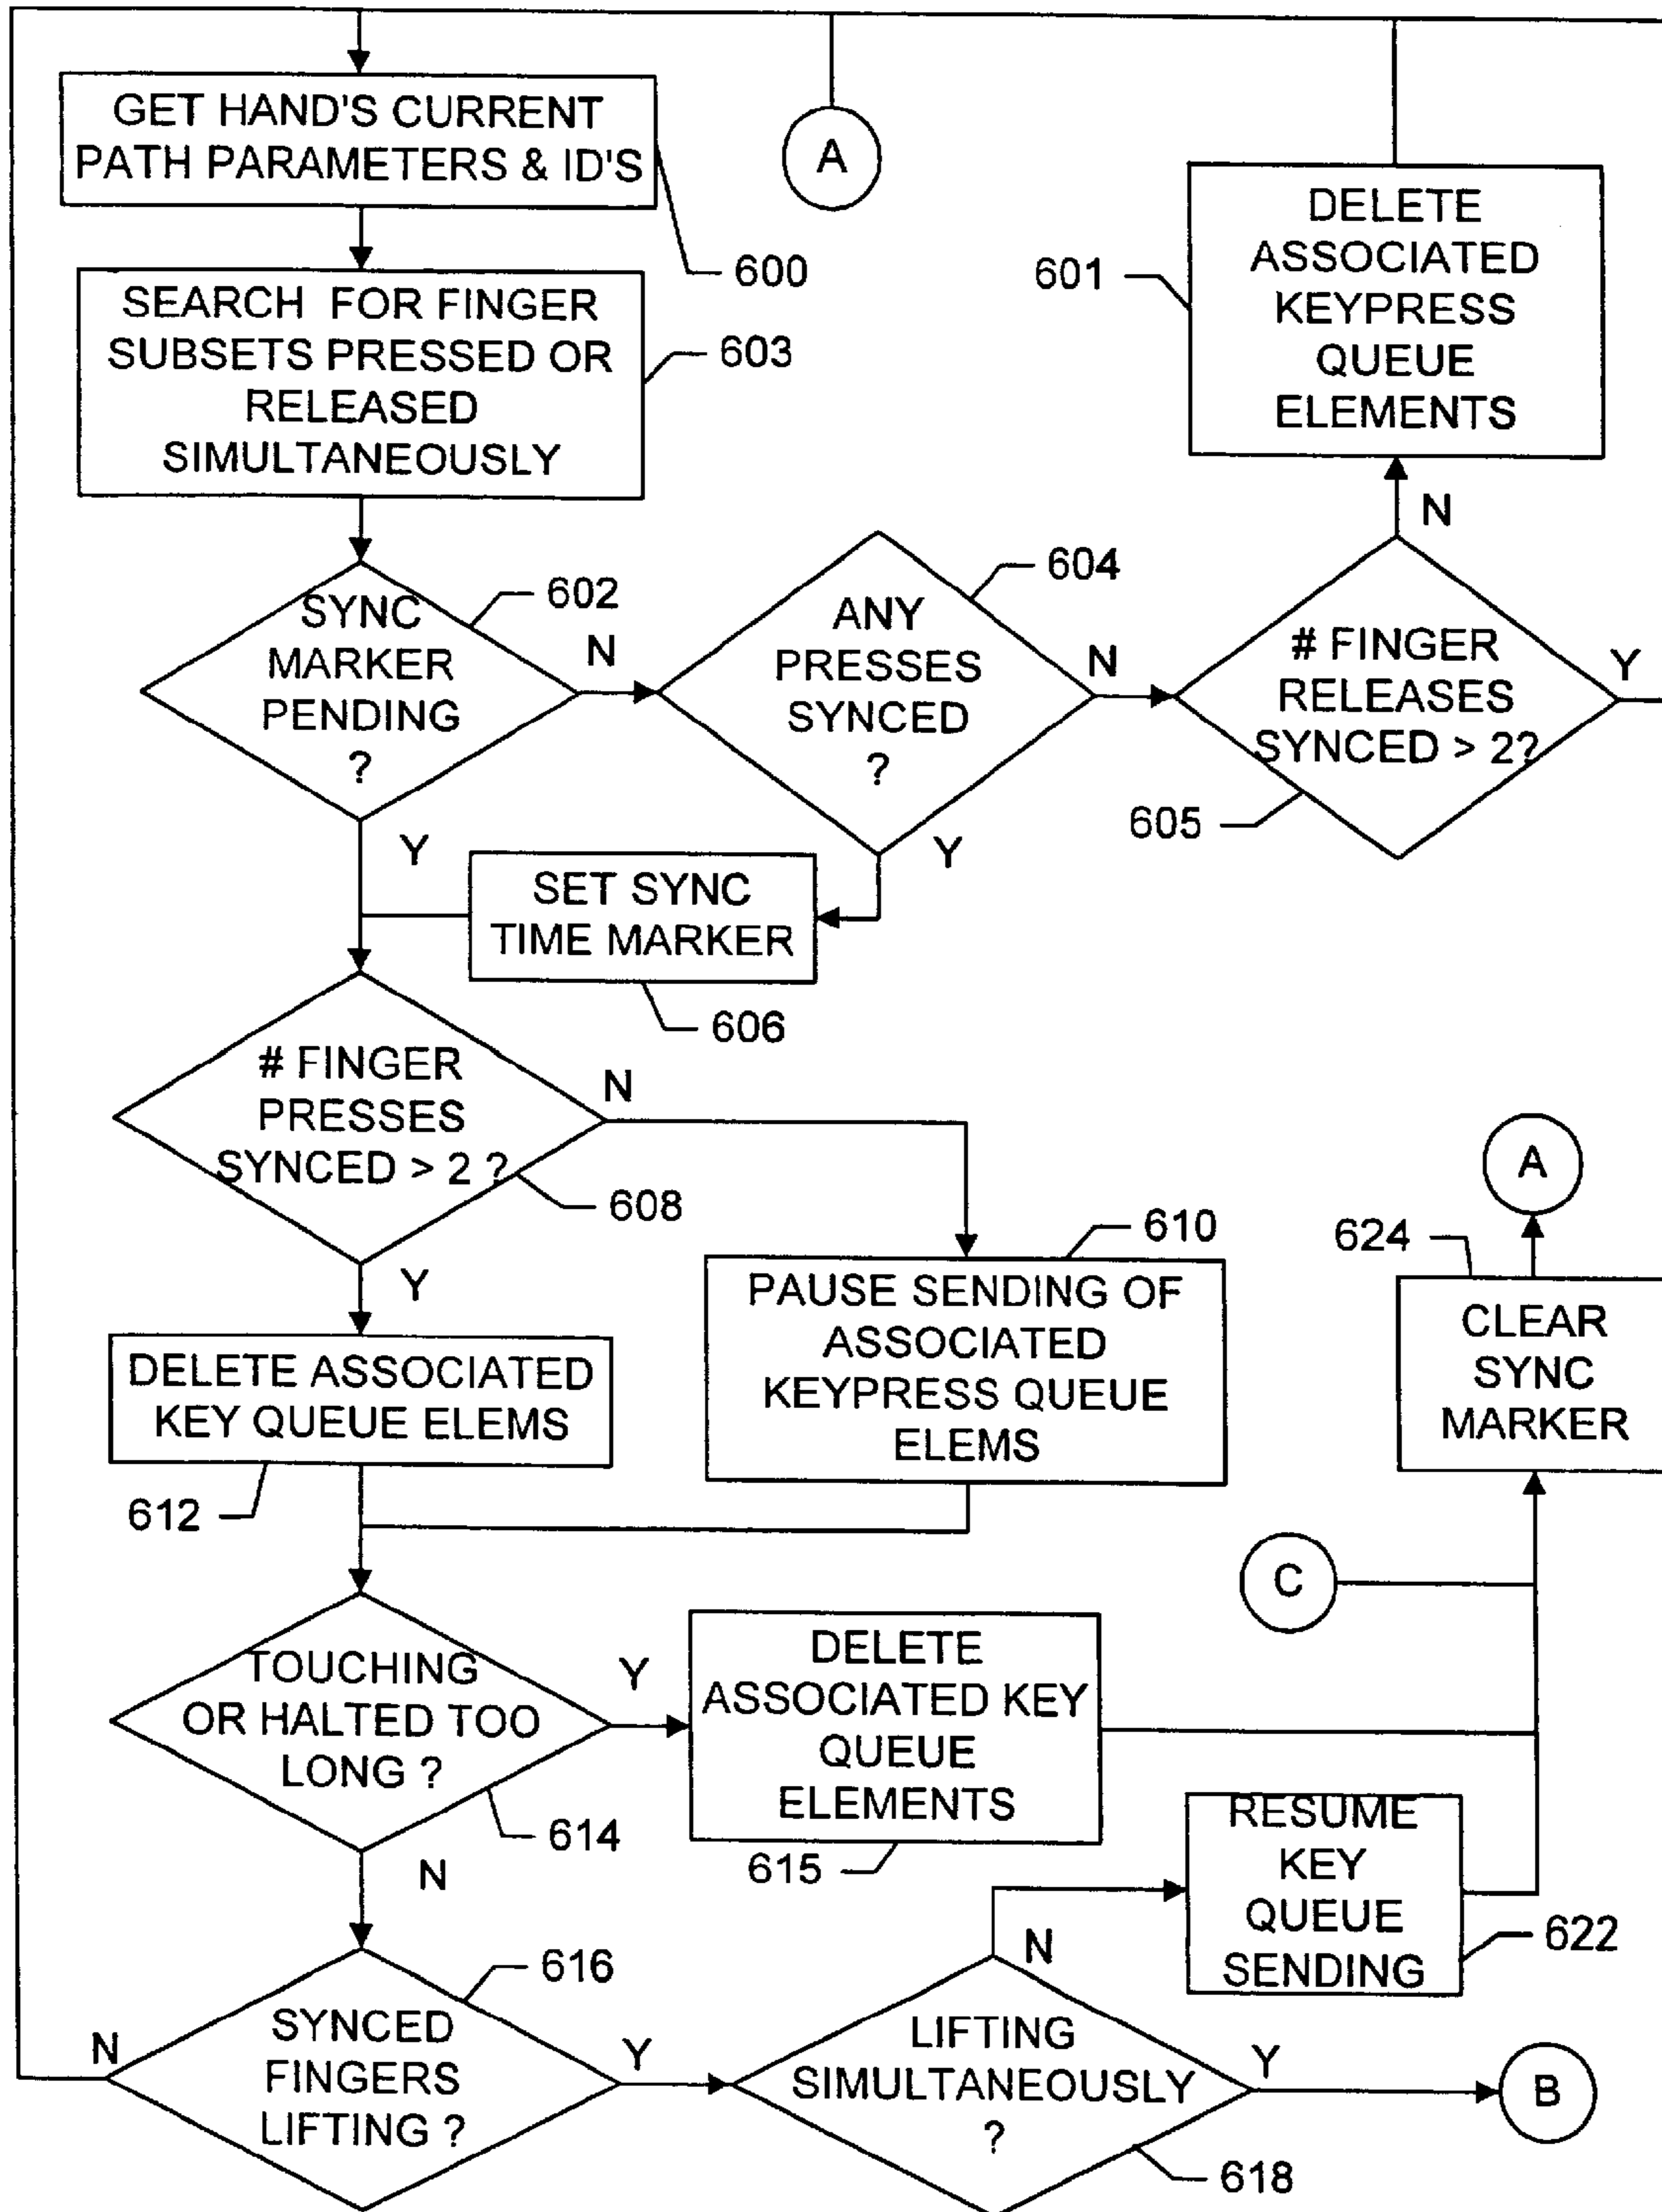 GET HAND'S CURRENT
PATH PARAMETERS & ID'S
600
A
DELETE
ASSOCIATED
KEYPRESS
QUEUE
ELEMENTS
601
SEARCH FOR FINGER
SUBSETS PRESSED OR
RELEASED
SIMULTANEOUSLY
603
SYNC
MARKER
PENDING
?
602
N
Y
ANY
PRESSES
SYNCED
?
604
N
Y
# FINGER
RELEASES
SYNCED > 2?
605
N
Y
SET SYNC
TIME MARKER
606
# FINGER
PRESSES
SYNCED > 2 ?
608
N
Y
PAUSE SENDING OF
ASSOCIATED
KEYPRESS QUEUE
ELEMS
610
A
624
CLEAR
SYNC
MARKER
DELETE ASSOCIATED
KEY QUEUE ELEMS
612
C
TOUCHING
OR HALTED TOO
LONG ?
614
Y
N
DELETE
ASSOCIATED KEY
QUEUE
ELEMENTS
615
RESUME
KEY
QUEUE
SENDING
622
SYNCED
FINGERS
LIFTING ?
616
N
Y
LIFTING
SIMULTANEOUSLY
?
618
N
Y
B